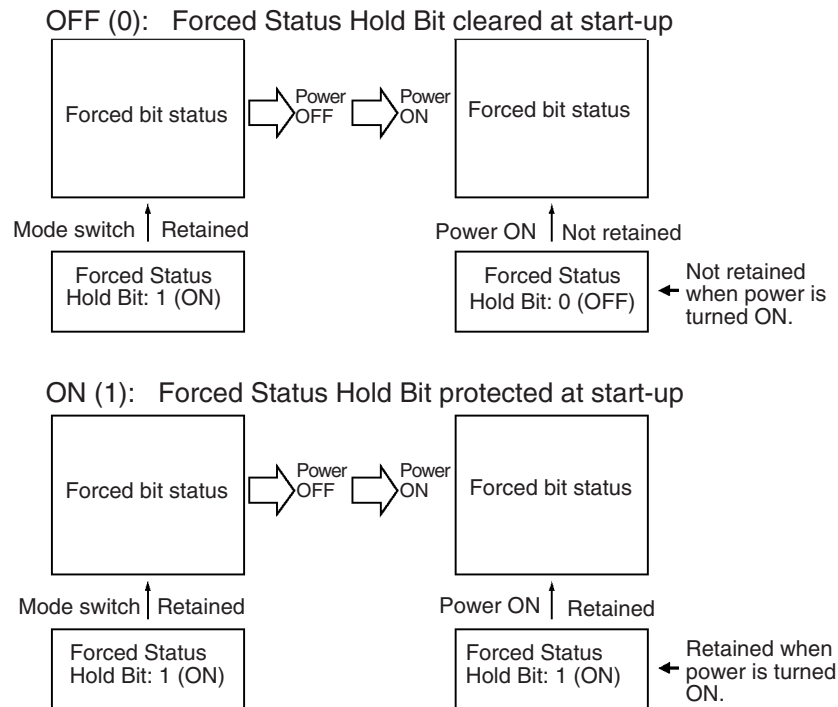 OFF (0): Forced Status Hold Bit cleared at start-up
Forced bit status
Power
OFF
Power
ON
Forced bit status
Mode switch
Retained
Power ON
Not retained
Forced Status
Hold Bit: 1 (ON)
Forced Status
Hold Bit: 0 (OFF)
Not retained
when power is
turned ON.
ON (1): Forced Status Hold Bit protected at start-up
Forced bit status
Power
OFF
Power
ON
Forced bit status
Mode switch
Retained
Power ON
Retained
Forced Status
Hold Bit: 1 (ON)
Forced Status
Hold Bit: 1 (ON)
Retained when
power is turned
ON.